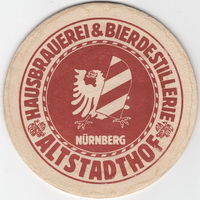 HAUSBRAUEREI & BIERDESTILLERIE
NÜRNBERG
ALTSTADTHOF